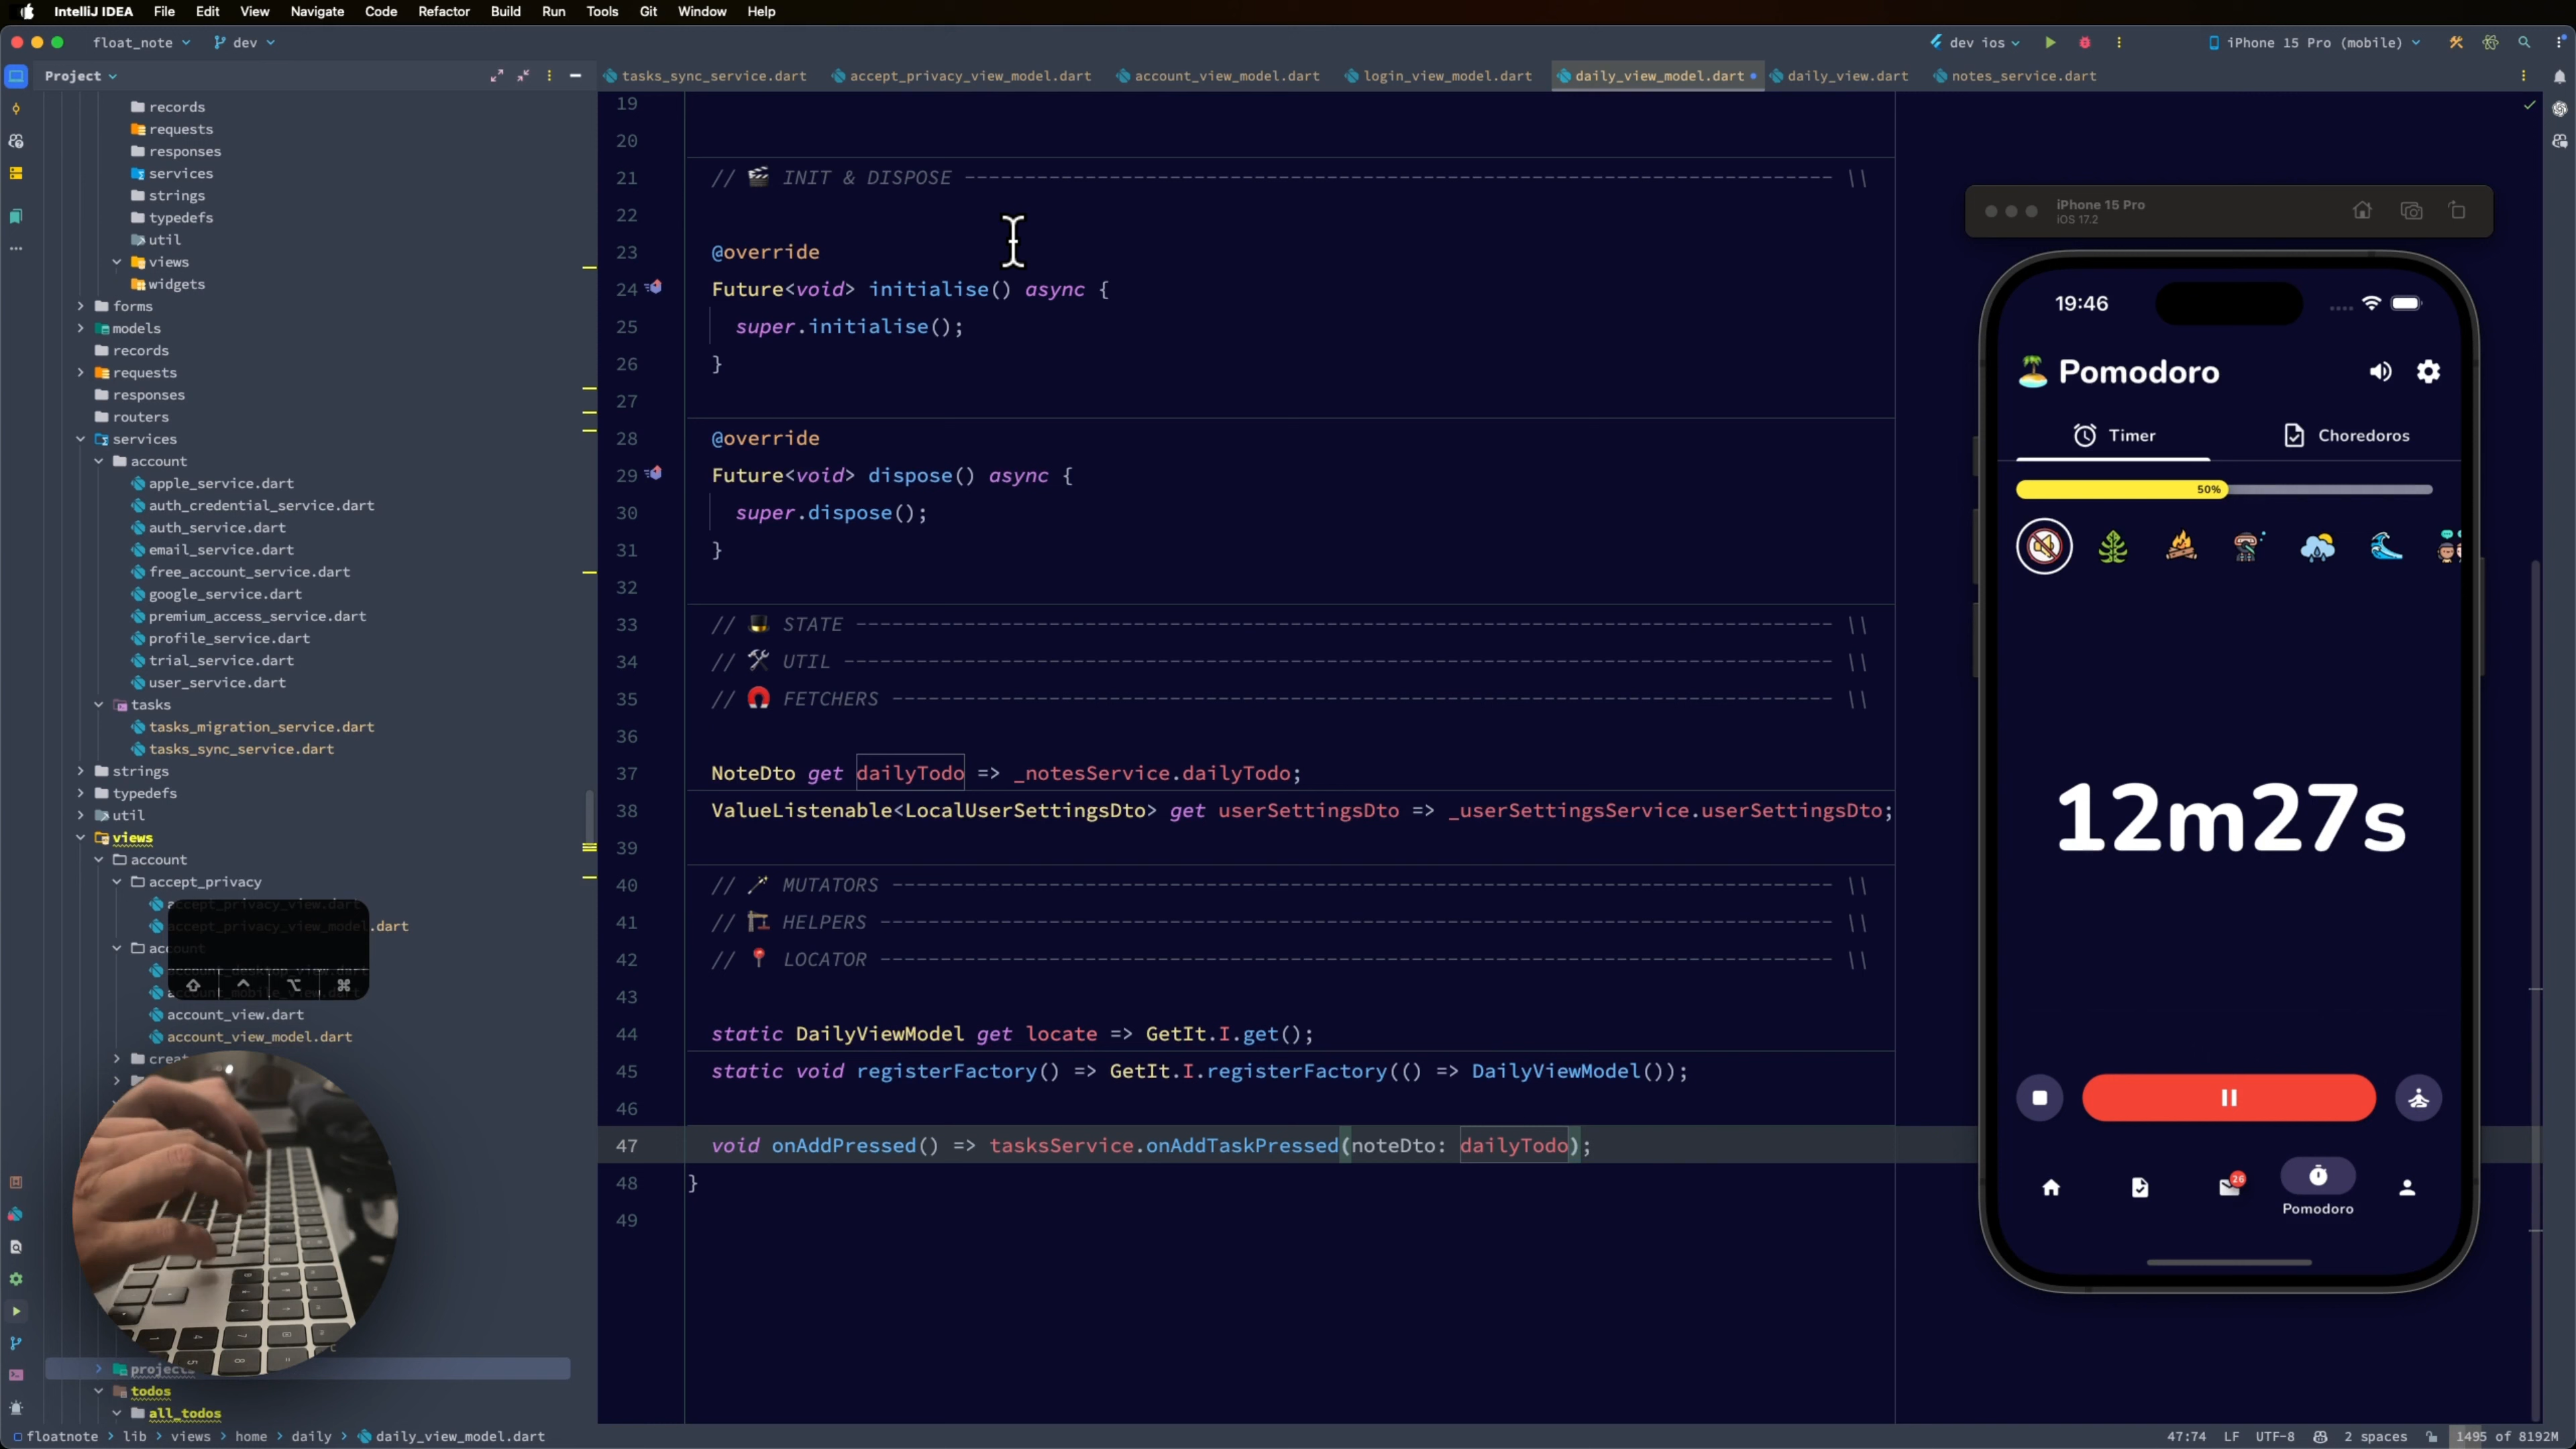 IntelliJ IDEA File Edit View Navigate Code Refactor Build Run Tools Git Window Help
float_note dev dev ios iPhone 15 Pro (mobile)
Project
tasks_sync_service.dart accept_privacy_view_model.dart account_view_model.dart login_view_model.dart daily_view_model.dart daily_view.dart notes_service.dart
records
requests
responses
services
strings
typedefs
util
views
widgets
forms
models
records
requests
responses
routers
services
account
apple_service.dart
auth_credential_service.dart
auth_service.dart
email_service.dart
free_account_service.dart
google_service.dart
premium_access_service.dart
profile_service.dart
trial_service.dart
user_service.dart
tasks
tasks_migration_service.dart
tasks_sync_service.dart
strings
typedefs
util
views
account
accept_privacy
accept_privacy_view.dart
accept_privacy_view_model.dart
account
account_desktop_view.dart
account_mobile_view.dart
account_view.dart
account_view_model.dart
todos
all_todos
19
20
21 // 🎬 INIT & DISPOSE ------------------------------------------------------------------------ \\
22
23 @override
24 Future<void> initialise() async {
25 super.initialise();
26 }
27
28 @override
29 Future<void> dispose() async {
30 super.dispose();
31 }
32
33 // 🎩 STATE --------------------------------------------------------------------------------- \\
34 // 🛠 UTIL ---------------------------------------------------------------------------------- \\
35 // 🧲 FETCHERS ------------------------------------------------------------------------------ \\
36
37 NoteDto get dailyTodo => _notesService.dailyTodo;
38 ValueListenable<LocalUserSettingsDto> get userSettingsDto => _userSettingsService.userSettingsDto;
39
40 // 🪄 MUTATORS ------------------------------------------------------------------------------ \\
41 // 🏗 HELPERS ------------------------------------------------------------------------------- \\
42 // 📍 LOCATOR ------------------------------------------------------------------------------- \\
43
44 static DailyViewModel get locate => GetIt.I.get();
45 static void registerFactory() => GetIt.I.registerFactory(() => DailyViewModel());
46
47 void onAddPressed() => tasksService.onAddTaskPressed(noteDto: dailyTodo);
48 }
49
iPhone 15 Pro
iOS 17.2
19:46
Pomodoro
Timer Choredoros
50%
12m27s
26
Pomodoro
floatnote > lib > views > home > daily > daily_view_model.dart
47:74 LF UTF-8 2 spaces 1495 of 8192M